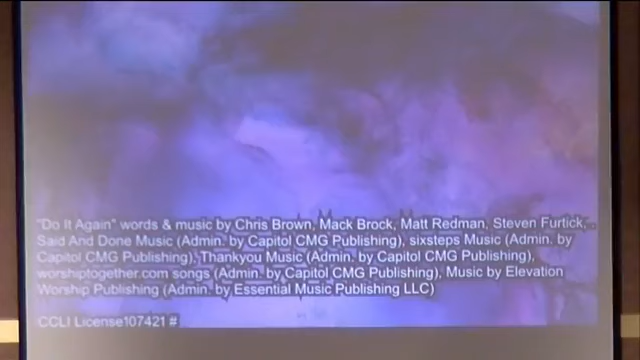 "Do It Again" words & music by Chris Brown, Mack Brock, Matt Redman, Steven Furtick,
Said And Done Music (Admin. by Capitol CMG Publishing), sixsteps Music (Admin. by
Capitol CMG Publishing), Thankyou Music (Admin. by Capitol CMG Publishing),
worshiptogether.com songs (Admin. by Capitol CMG Publishing), Music by Elevation
Worship Publishing (Admin. by Essential Music Publishing LLC)
CCLI License107421 #